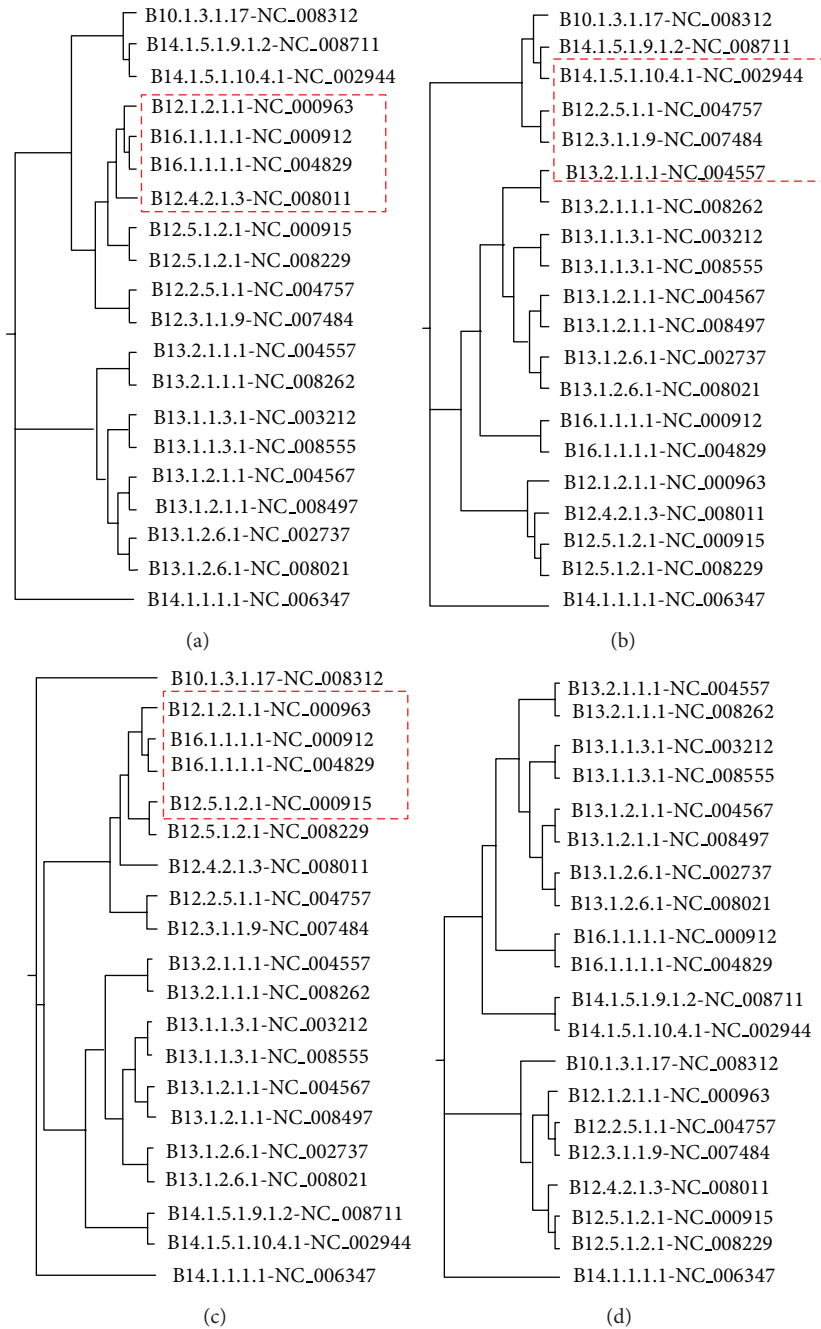 B10.1.3.1.17-NC_008312
B14.1.5.1.9.1.2-NC_008711
B14.1.5.1.10.4.1-NC_002944
B12.1.2.1.1-NC_000963
B16.1.1.1.1-NC_000912
B16.1.1.1.1-NC_004829
B12.4.2.1.3-NC_008011
B12.5.1.2.1-NC_000915
B12.5.1.2.1-NC_008229
B12.2.5.1.1-NC_004757
B12.3.1.1.9-NC_007484
B13.2.1.1.1-NC_004557
B13.2.1.1.1-NC_008262
B13.1.1.3.1-NC_003212
B13.1.1.3.1-NC_008555
B13.1.2.1.1-NC_004567
B13.1.2.1.1-NC_008497
B13.1.2.6.1-NC_002737
B13.1.2.6.1-NC_008021
B14.1.1.1.1-NC_006347
(a)
B10.1.3.1.17-NC_008312
B14.1.5.1.9.1.2-NC_008711
B14.1.5.1.10.4.1-NC_002944
B12.2.5.1.1-NC_004757
B12.3.1.1.9-NC_007484
B13.2.1.1.1-NC_004557
B13.2.1.1.1-NC_008262
B13.1.1.3.1-NC_003212
B13.1.1.3.1-NC_008555
B13.1.2.1.1-NC_004567
B13.1.2.1.1-NC_008497
B13.1.2.6.1-NC_002737
B13.1.2.6.1-NC_008021
B16.1.1.1.1-NC_000912
B16.1.1.1.1-NC_004829
B12.1.2.1.1-NC_000963
B12.4.2.1.3-NC_008011
B12.5.1.2.1-NC_000915
B12.5.1.2.1-NC_008229
B14.1.1.1.1-NC_006347
(b)
B10.1.3.1.17-NC_008312
B12.1.2.1.1-NC_000963
B16.1.1.1.1-NC_000912
B16.1.1.1.1-NC_004829
B12.5.1.2.1-NC_000915
B12.5.1.2.1-NC_008229
B12.4.2.1.3-NC_008011
B12.2.5.1.1-NC_004757
B12.3.1.1.9-NC_007484
B13.2.1.1.1-NC_004557
B13.2.1.1.1-NC_008262
B13.1.1.3.1-NC_003212
B13.1.1.3.1-NC_008555
B13.1.2.1.1-NC_004567
B13.1.2.1.1-NC_008497
B13.1.2.6.1-NC_002737
B13.1.2.6.1-NC_008021
B14.1.5.1.9.1.2-NC_008711
B14.1.5.1.10.4.1-NC_002944
B14.1.1.1.1-NC_006347
(c)
B13.2.1.1.1-NC_004557
B13.2.1.1.1-NC_008262
B13.1.1.3.1-NC_003212
B13.1.1.3.1-NC_008555
B13.1.2.1.1-NC_004567
B13.1.2.1.1-NC_008497
B13.1.2.6.1-NC_002737
B13.1.2.6.1-NC_008021
B16.1.1.1.1-NC_000912
B16.1.1.1.1-NC_004829
B14.1.5.1.9.1.2-NC_008711
B14.1.5.1.10.4.1-NC_002944
B10.1.3.1.17-NC_008312
B12.1.2.1.1-NC_000963
B12.2.5.1.1-NC_004757
B12.3.1.1.9-NC_007484
B12.4.2.1.3-NC_008011
B12.5.1.2.1-NC_000915
B12.5.1.2.1-NC_008229
B14.1.1.1.1-NC_006347
(d)